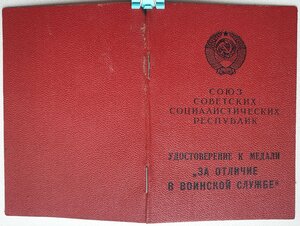 СОЮЗ
СОВЕТСКИХ
СОЦИАЛИСТИЧЕСКИХ
РЕСПУБЛИК
УДОСТОВЕРЕНИЕ К МЕДАЛИ
„ЗА ОТЛИЧИЕ
В ВОИНСКОЙ СЛУЖБЕ“